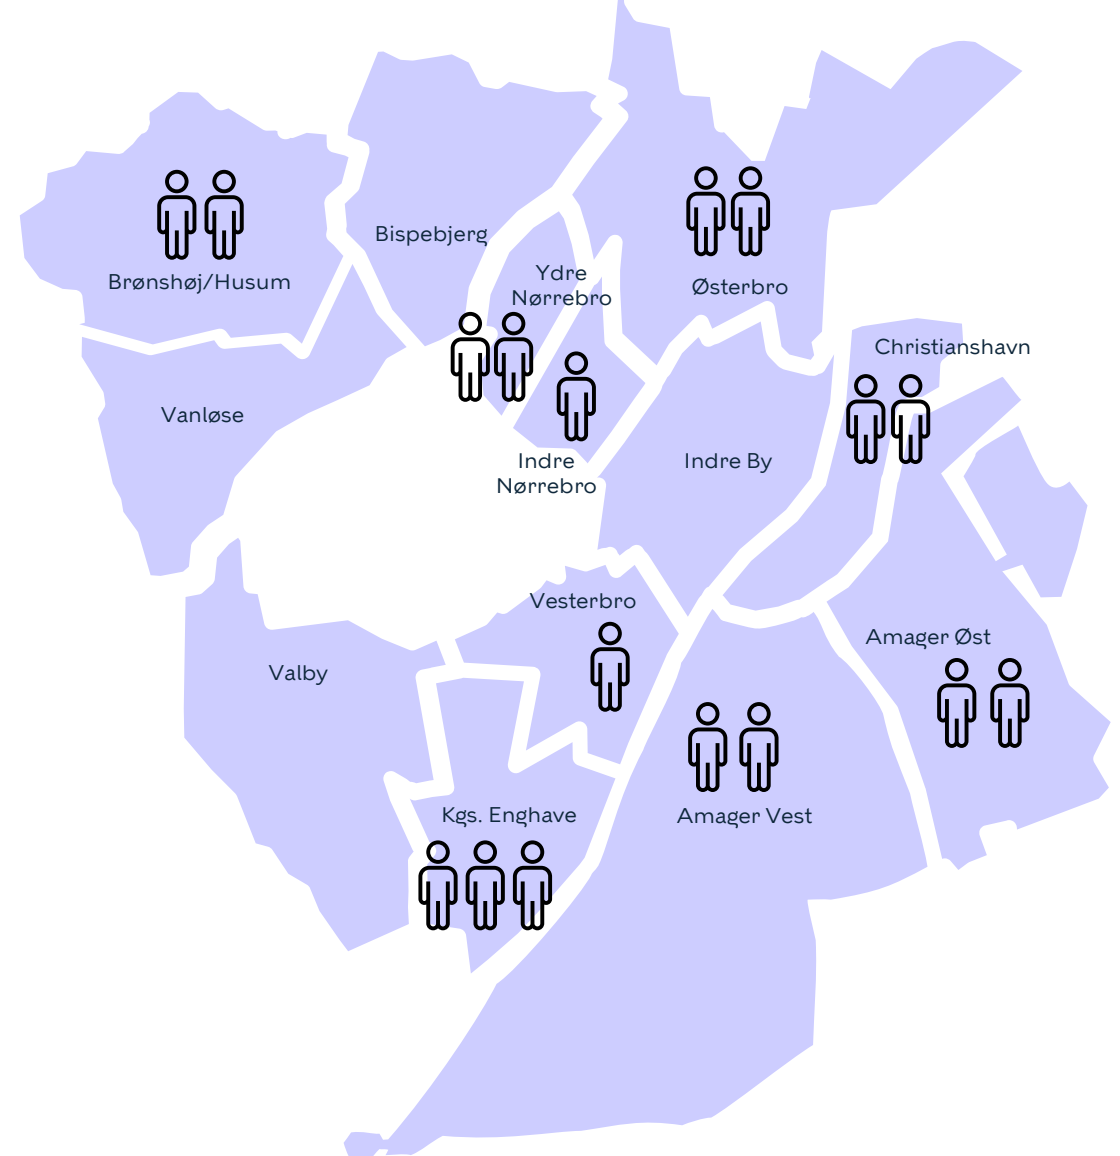 Bispebjerg
Ydre
Nørrebro
Brønshøj/Husum
Østerbro
Christianshavn
Vanløse
Indre
Nørrebro
Indre By
Vesterbro
Amager Øst
Valby
Kgs. Enghave
Amager Vest